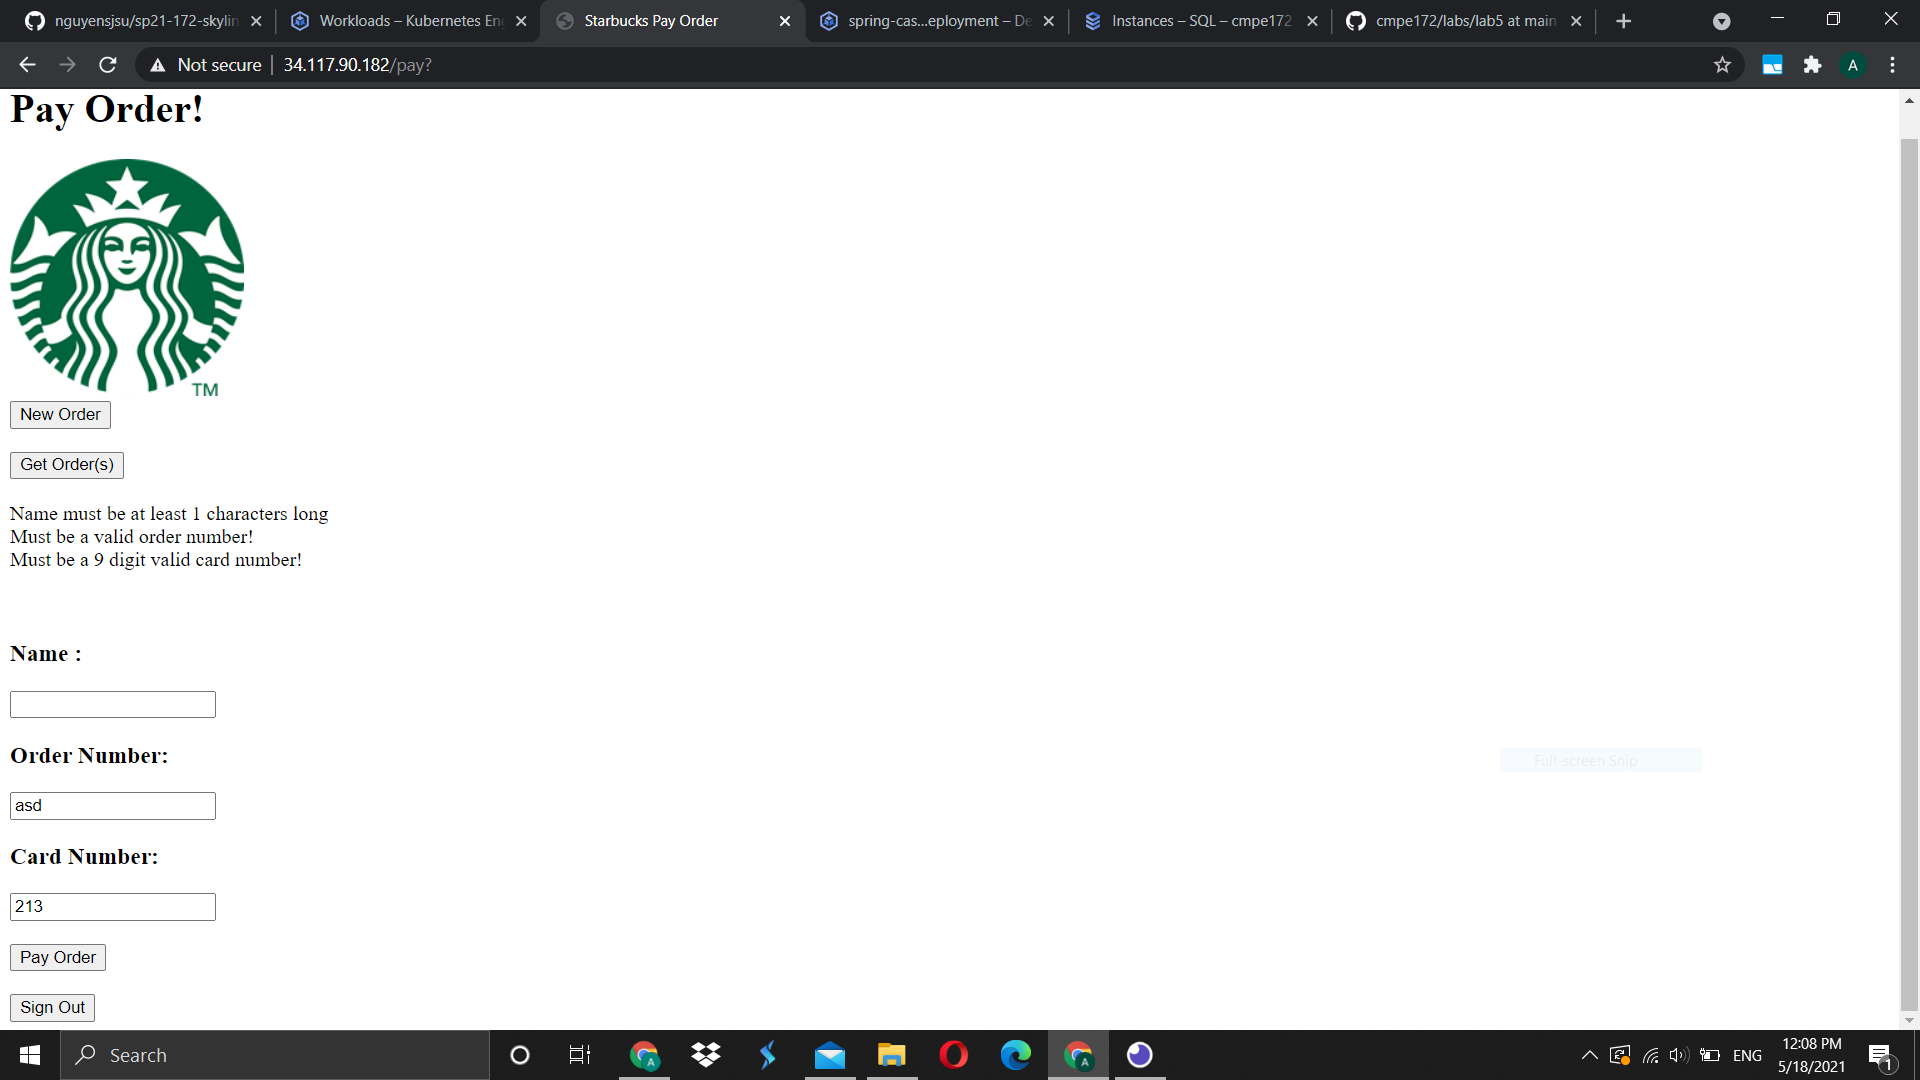 nguyensjsu/sp21-172-skylin
Workloads – Kubernetes En
Starbucks Pay Order
spring-cas...eployment – De
Instances – SQL – cmpe172
cmpe172/labs/lab5 at main
Not secure
34.117.90.182/pay?
A
Pay Order!
TM
New Order
Get Order(s)
Name must be at least 1 characters long
Must be a valid order number!
Must be a 9 digit valid card number!
Name :
Order Number:
Full-screen Snip
asd
Card Number:
213
Pay Order
Sign Out
Search
A
A
ENG
12:08 PM
5/18/2021
1